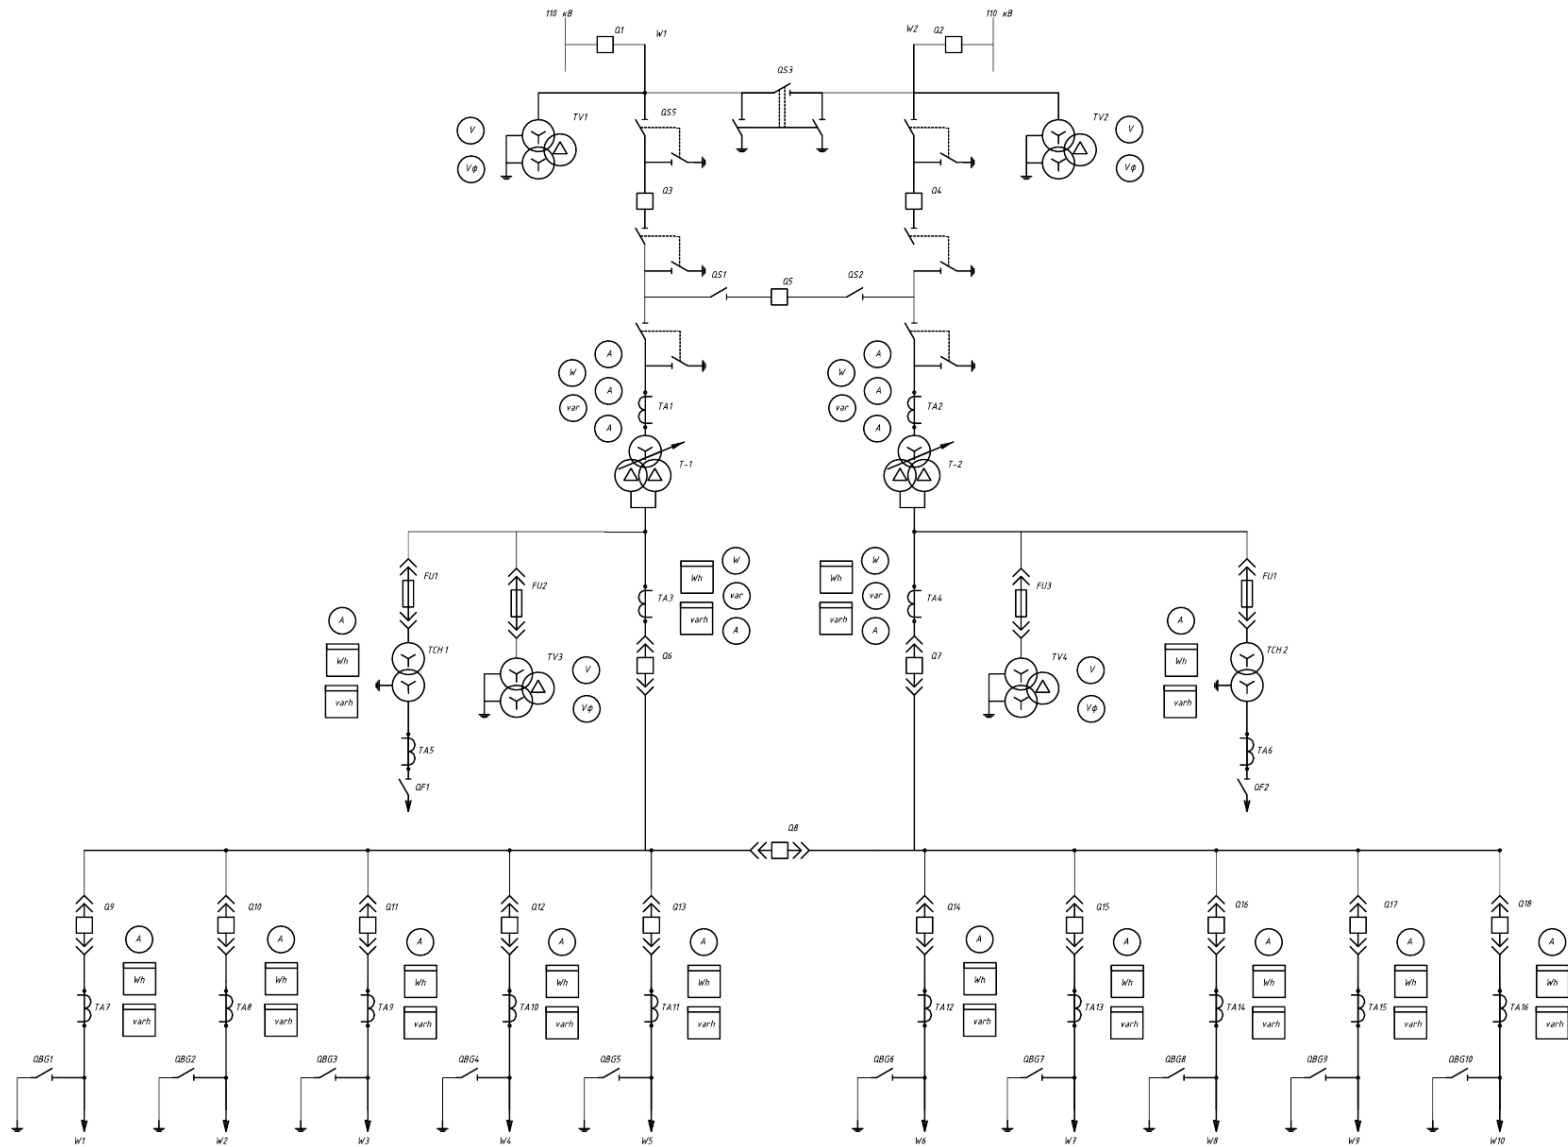 110 кВ
110 кВ
Q1
W1
W2
Q2
QS3
TV1
QS5
TV2
V
V
Vф
Vф
Q3
Q4
QS1
Q5
QS2
A
A
W
W
A
A
var
var
TA1
TA2
A
A
T-1
T-2
W
W
FU1
FU2
Wh
Wh
FU3
FU1
TA3
var
var
TA4
A
varh
varh
A
A
A
TCH 1
Wh
TV3
V
Q6
Q7
TV4
V
Wh
TCH 2
varh
Vф
Vф
varh
TA5
TA6
QF1
QF2
Q8
Q9
Q10
Q11
Q12
Q13
Q14
Q15
Q16
Q17
Q18
A
A
A
A
A
A
A
A
A
A
Wh
Wh
Wh
Wh
Wh
Wh
Wh
Wh
Wh
Wh
TA7
TA8
TA9
TA10
TA11
TA12
TA13
TA14
TA15
TA16
varh
varh
varh
varh
varh
varh
varh
varh
varh
varh
QBG1
QBG2
QBG3
QBG4
QBG5
QBG6
QBG7
QBG8
QBG9
QBG10
W1
W2
W3
W4
W5
W6
W7
W8
W9
W10